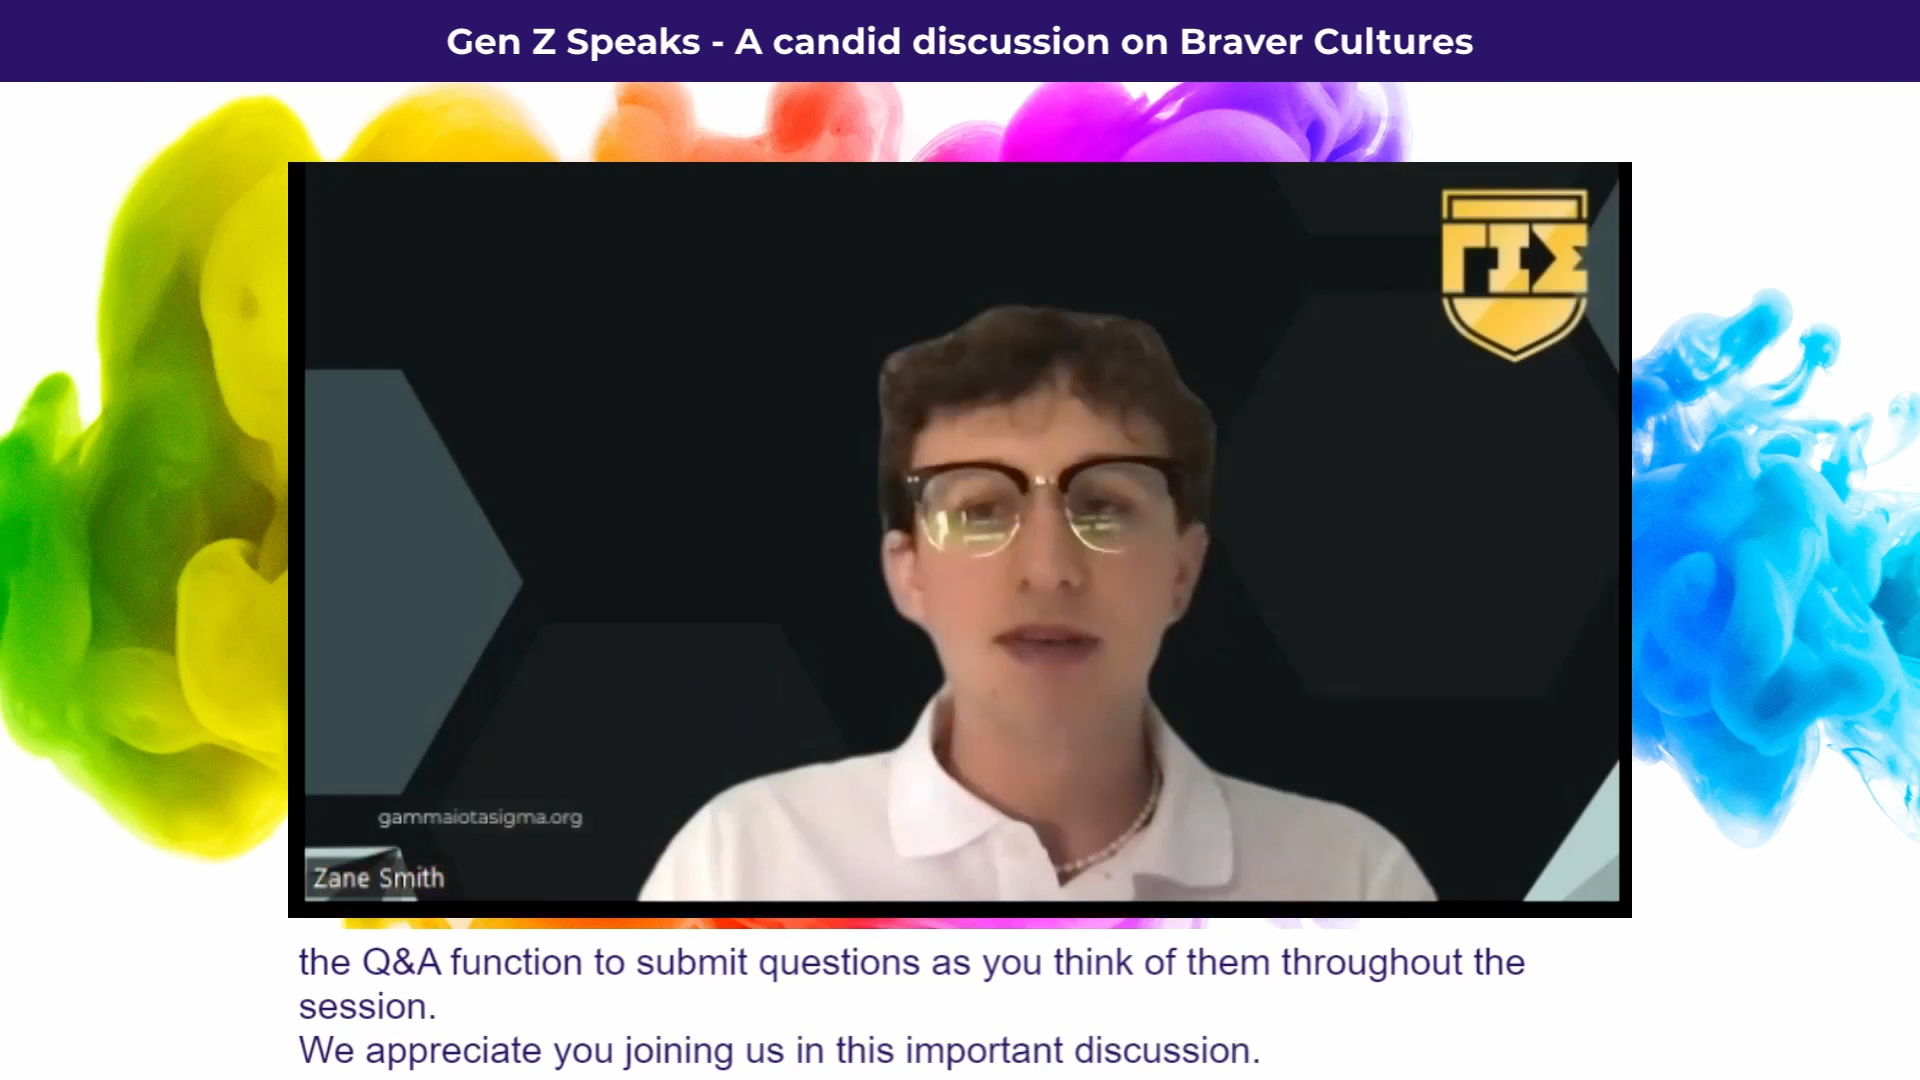 Gen Z Speaks - A candid discussion on Braver Cultures
ΓΙΣ
gammaiotasigma.org
Zane Smith
the Q&A function to submit questions as you think of them throughout the
session.
We appreciate you joining us in this important discussion.